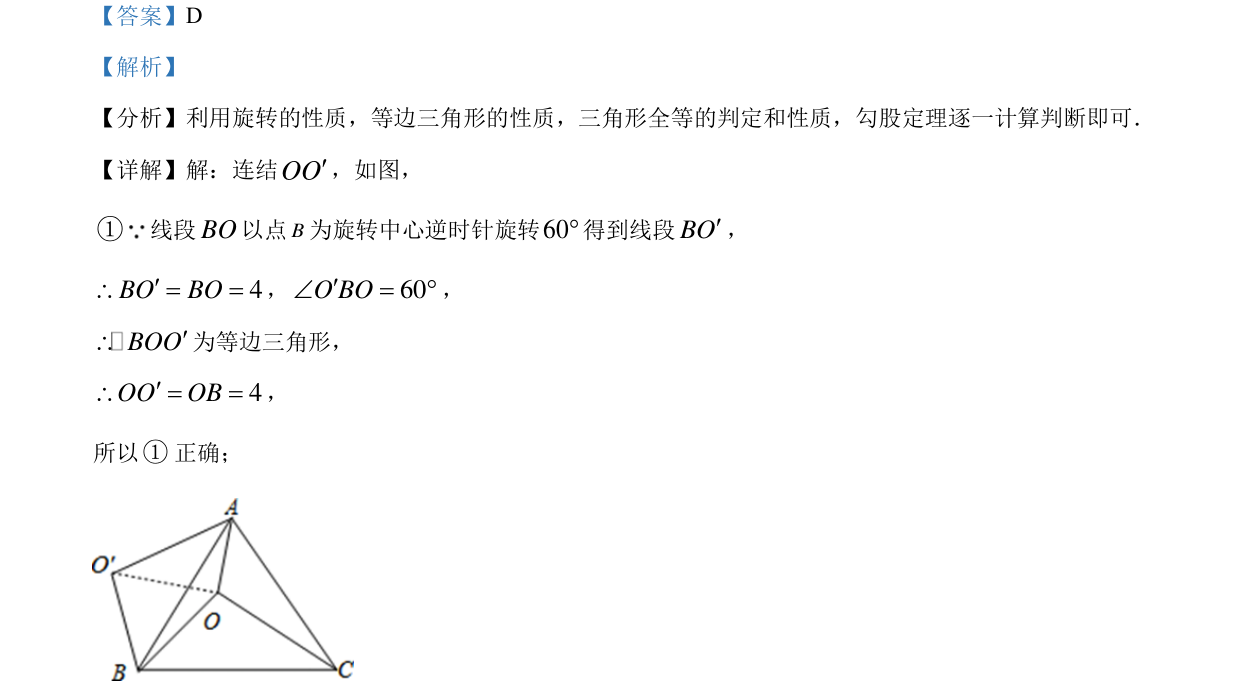 【答案】D
【解析】
【分析】利用旋转的性质，等边三角形的性质，三角形全等的判定和性质，勾股定理逐一计算判断即可．
【详解】解：连结OO′，如图，
①∵线段BO以点B为旋转中心逆时针旋转60°得到线段BO′，
∴BO′=BO=4，∠O′BO=60°，
∴□BOO′为等边三角形，
∴OO′=OB=4，
所以①正确；
A
O′
O
B
C